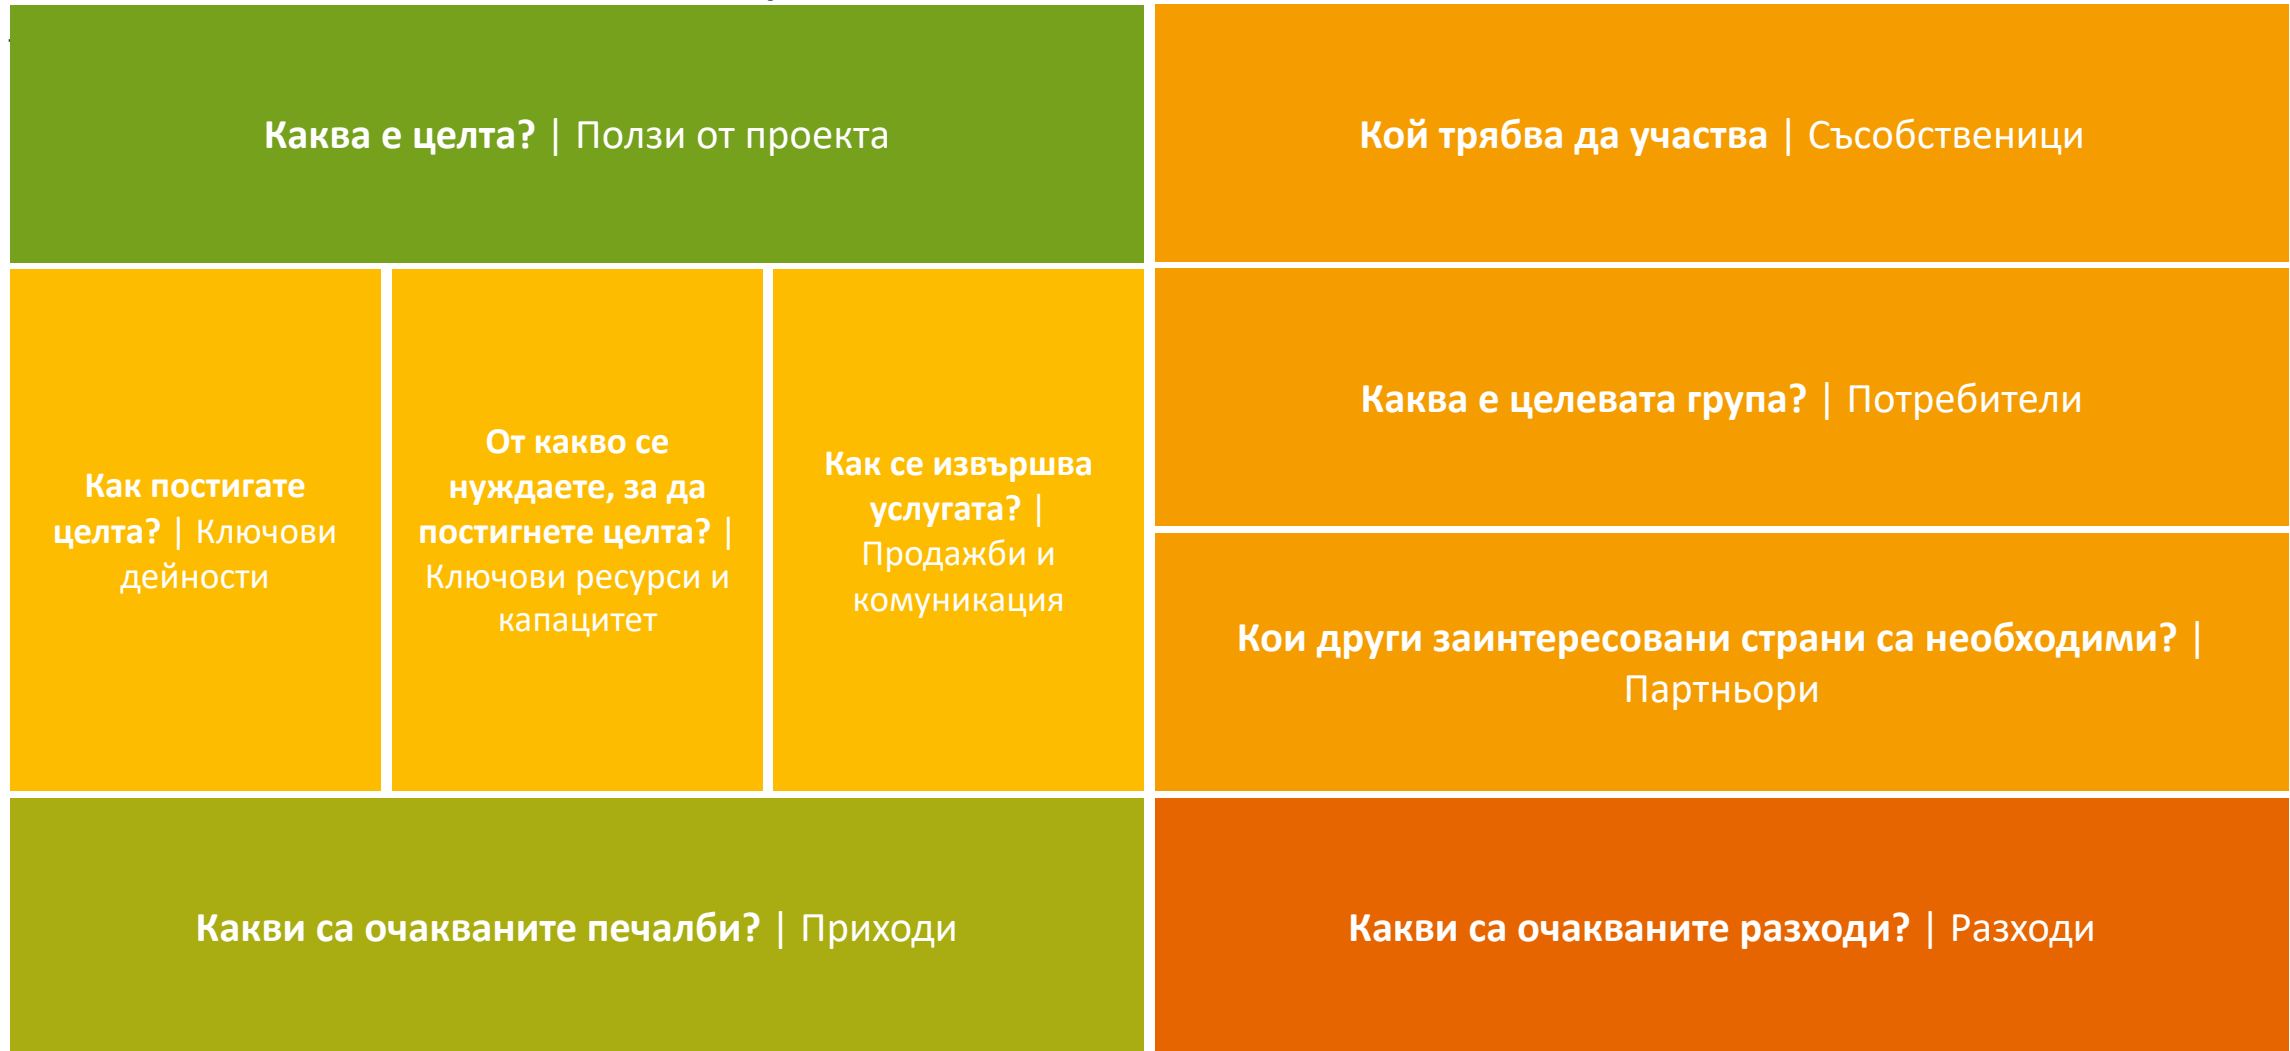 Каква е целта? | Ползи от проекта
Кой трябва да участва | Съсобственици
Как постигате
целта? | Ключови
дейности
От какво се
нуждаете, за да
постигнете целта? |
Ключови ресурси и
капацитет
Как се извършва
услугата? |
Продажби и
комуникация
Каква е целевата група? | Потребители
Кои други заинтересовани страни са необходими? |
Партньори
Какви са очакваните печалби? | Приходи
Какви са очакваните разходи? | Разходи